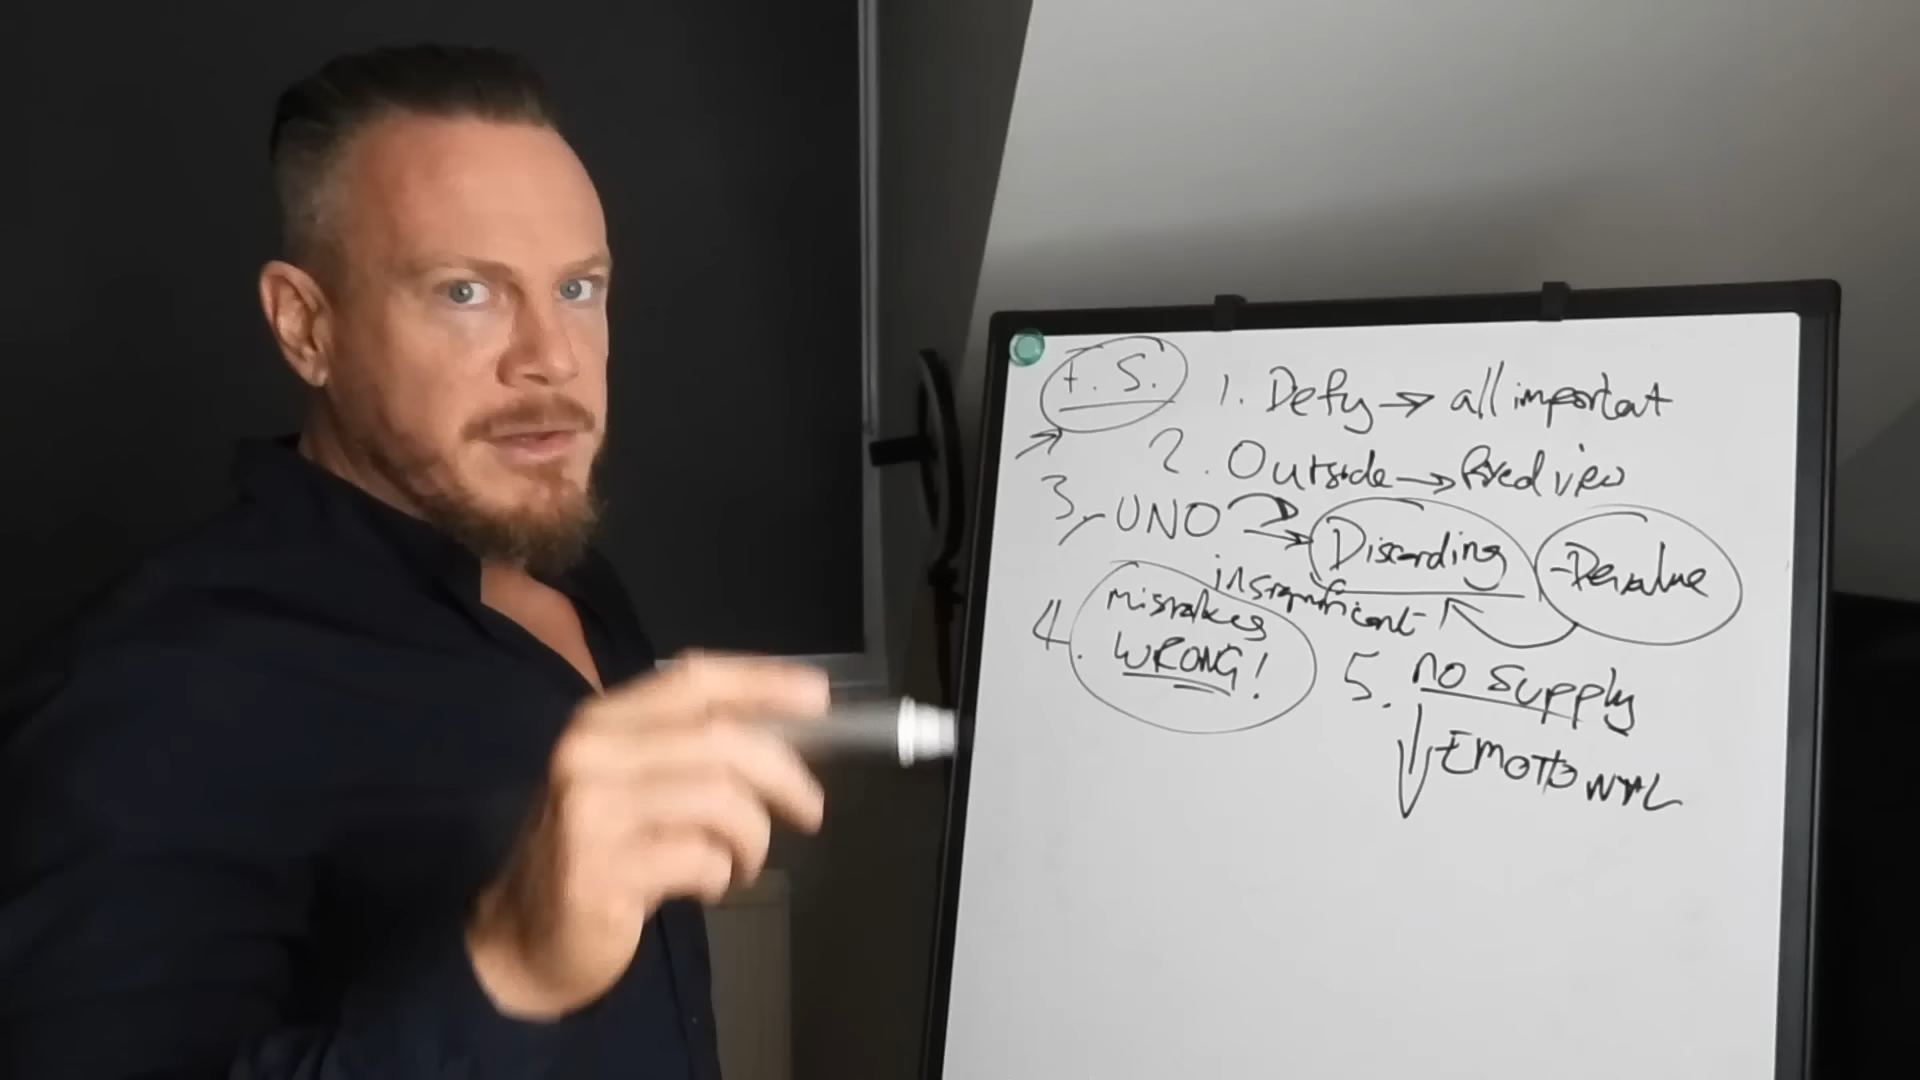 t. S. 1. Defy → all importat
2. Outside → fixed view
3. UNO → Discarding - Devalue
insignificant
4. mistakes
WRONG!
5. no supply
↓ EMOTIONAL